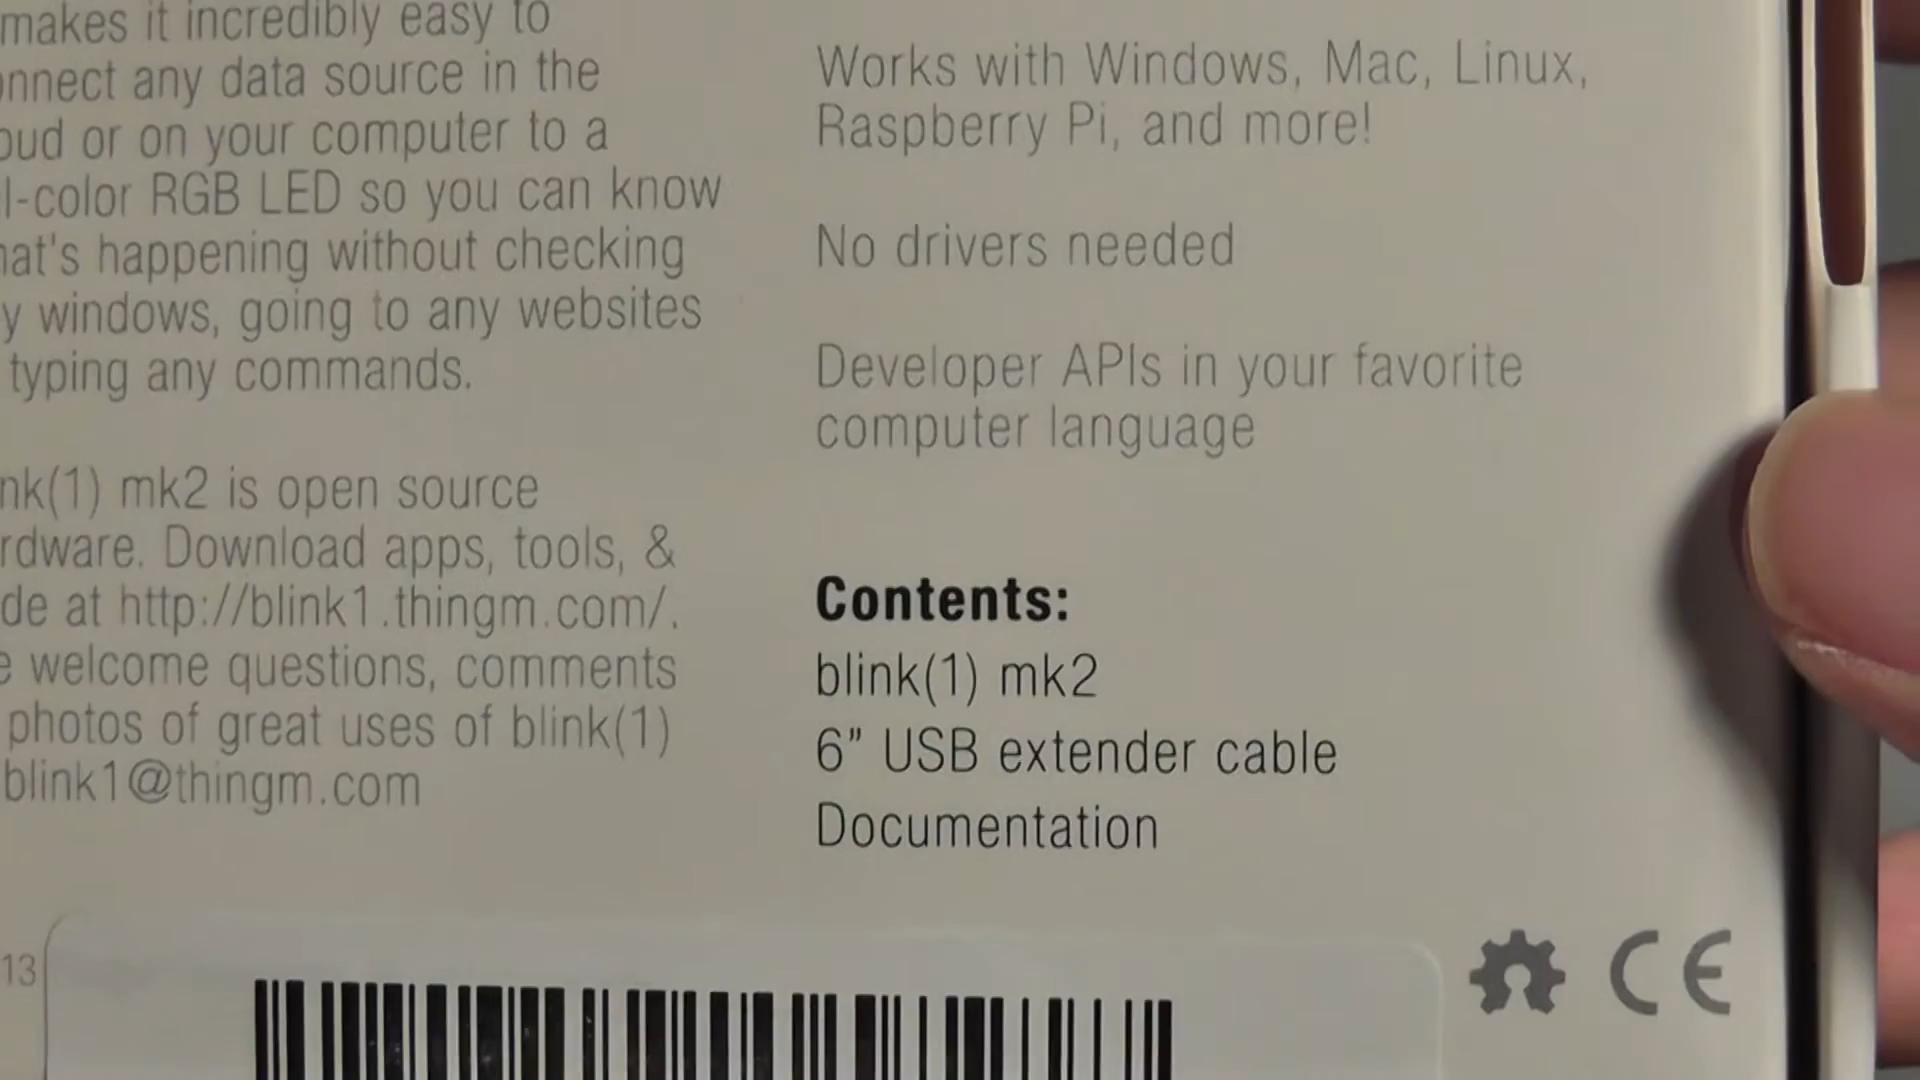 makes it incredibly easy to
onnect any data source in the
oud or on your computer to a
l-color RGB LED so you can know
hat's happening without checking
y windows, going to any websites
typing any commands.
nk(1) mk2 is open source
rdware. Download apps, tools, &
de at http://blink1.thingm.com/.
e welcome questions, comments
photos of great uses of blink(1)
blink1@thingm.com
13
Works with Windows, Mac, Linux,
Raspberry Pi, and more!
No drivers needed
Developer APIs in your favorite
computer language
Contents:
blink(1) mk2
6” USB extender cable
Documentation
CE